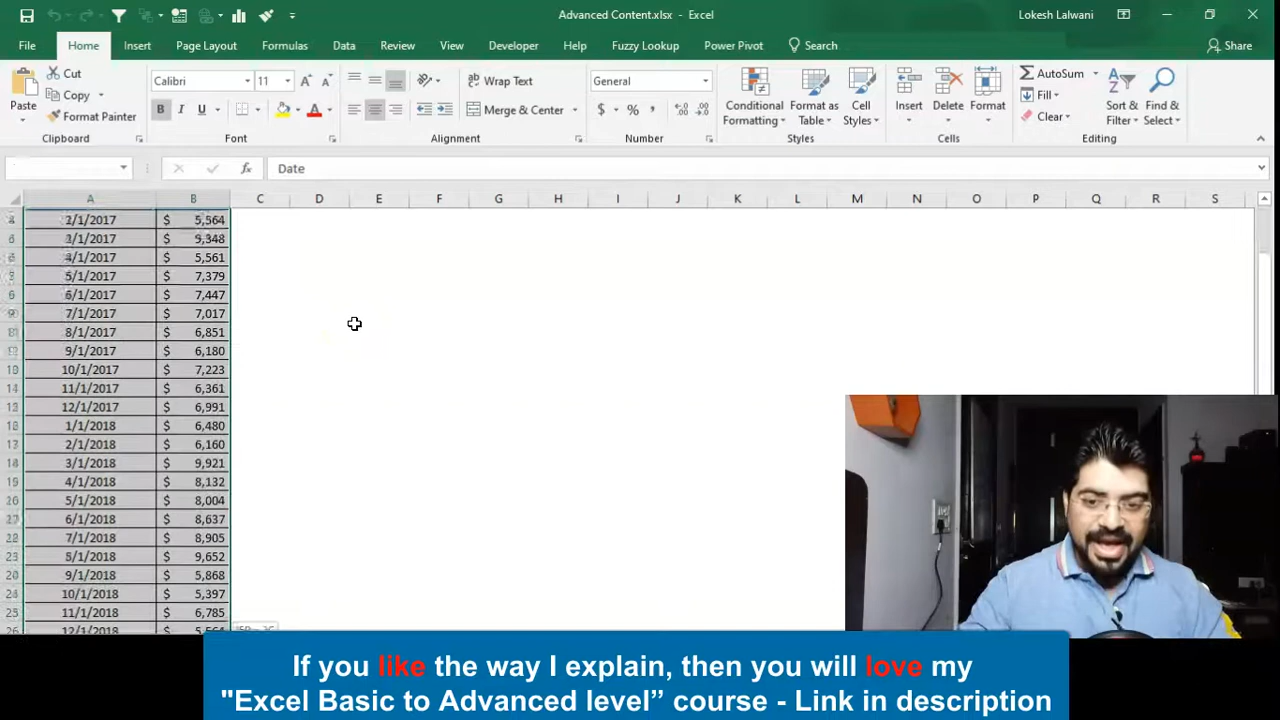 Advanced Content.xlsx - Excel
Lokesh Lalwani
File Home Insert Page Layout Formulas Data Review View Developer Help Fuzzy Lookup Power Pivot Search Share
Paste
Cut
Copy
Format Painter
Calibri 11
B I U
Wrap Text
Merge & Center
General
$ %
Conditional Formatting
Format as Table
Cell Styles
Insert
Delete
Format
AutoSum
Fill
Clear
Sort & Filter
Find & Select
Clipboard Font Alignment Number Styles Cells Editing
fx Date
A B C D E F G H I J K L M N O P Q R S
$ 5,564
$ 9,348
4/1/2017 $ 5,561
5/1/2017 $ 7,379
6/1/2017 $ 7,447
7/1/2017 $ 7,017
8/1/2017 $ 6,851
9/1/2017 $ 6,180
10/1/2017 $ 7,223
14 11/1/2017 $ 6,361
12/1/2017 $ 6,991
1/1/2018 $ 6,480
2/1/2018 $ 6,160
3/1/2018 $ 9,921
4/1/2018 $ 8,132
5/1/2018 $ 8,004
6/1/2018 $ 8,637
7/1/2018 $ 8,905
23 8/1/2018 $ 9,652
9/1/2018 $ 5,868
24 10/1/2018 $ 5,397
25 11/1/2018 $ 6,785
If you like the way I explain, then you will love my
"Excel Basic to Advanced level” course - Link in description